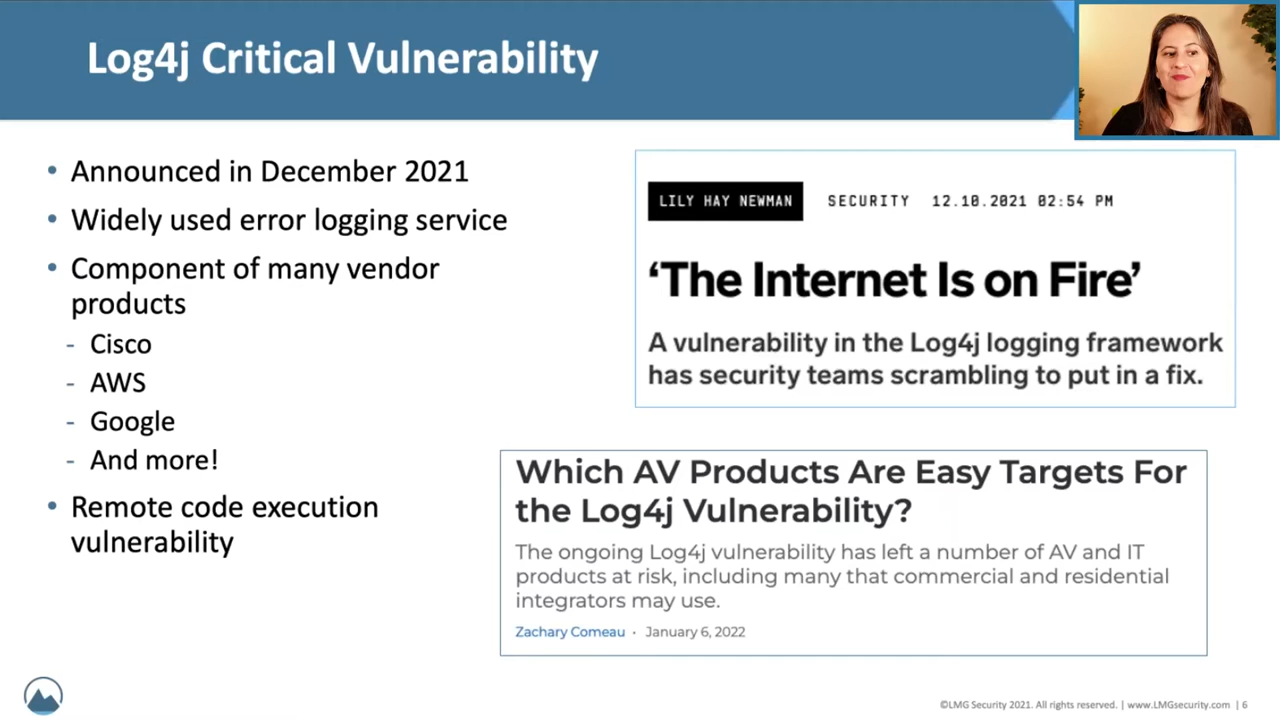 Log4j Critical Vulnerability
• Announced in December 2021
• Widely used error logging service
• Component of many vendor
products
- Cisco
- AWS
- Google
- And more!
• Remote code execution
vulnerability
LILY HAY NEWMAN SECURITY 12.10.2021 02:54 PM
‘The Internet Is on Fire’
A vulnerability in the Log4j logging framework
has security teams scrambling to put in a fix.
Which AV Products Are Easy Targets For
the Log4j Vulnerability?
The ongoing Log4j vulnerability has left a number of AV and IT
products at risk, including many that commercial and residential
integrators may use.
Zachary Comeau · January 6, 2022
©LMG Security 2021. All rights reserved. | www.LMGsecurity.com | 6